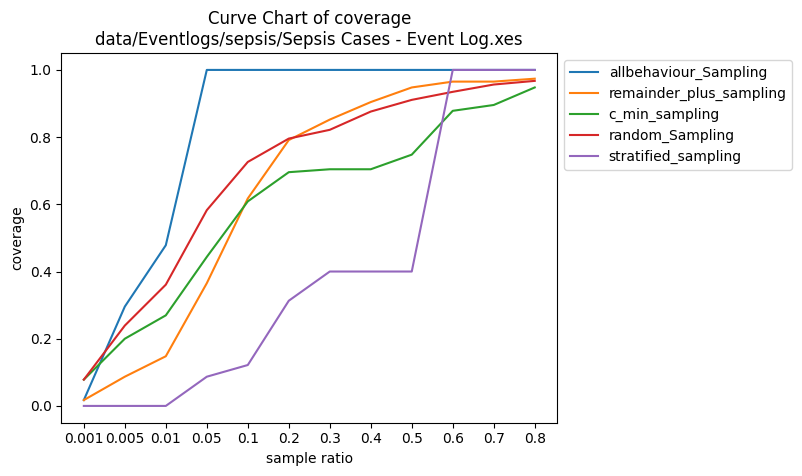 Curve Chart of coverage
data/Eventlogs/sepsis/Sepsis Cases - Event Log.xes
allbehaviour_Sampling
remainder_plus_sampling
c_min_sampling
random_Sampling
stratified_sampling
coverage
1.0
0.8
0.6
0.4
0.2
0.0
0.001 0.005 0.01 0.05 0.1 0.2 0.3 0.4 0.5 0.6 0.7 0.8
sample ratio